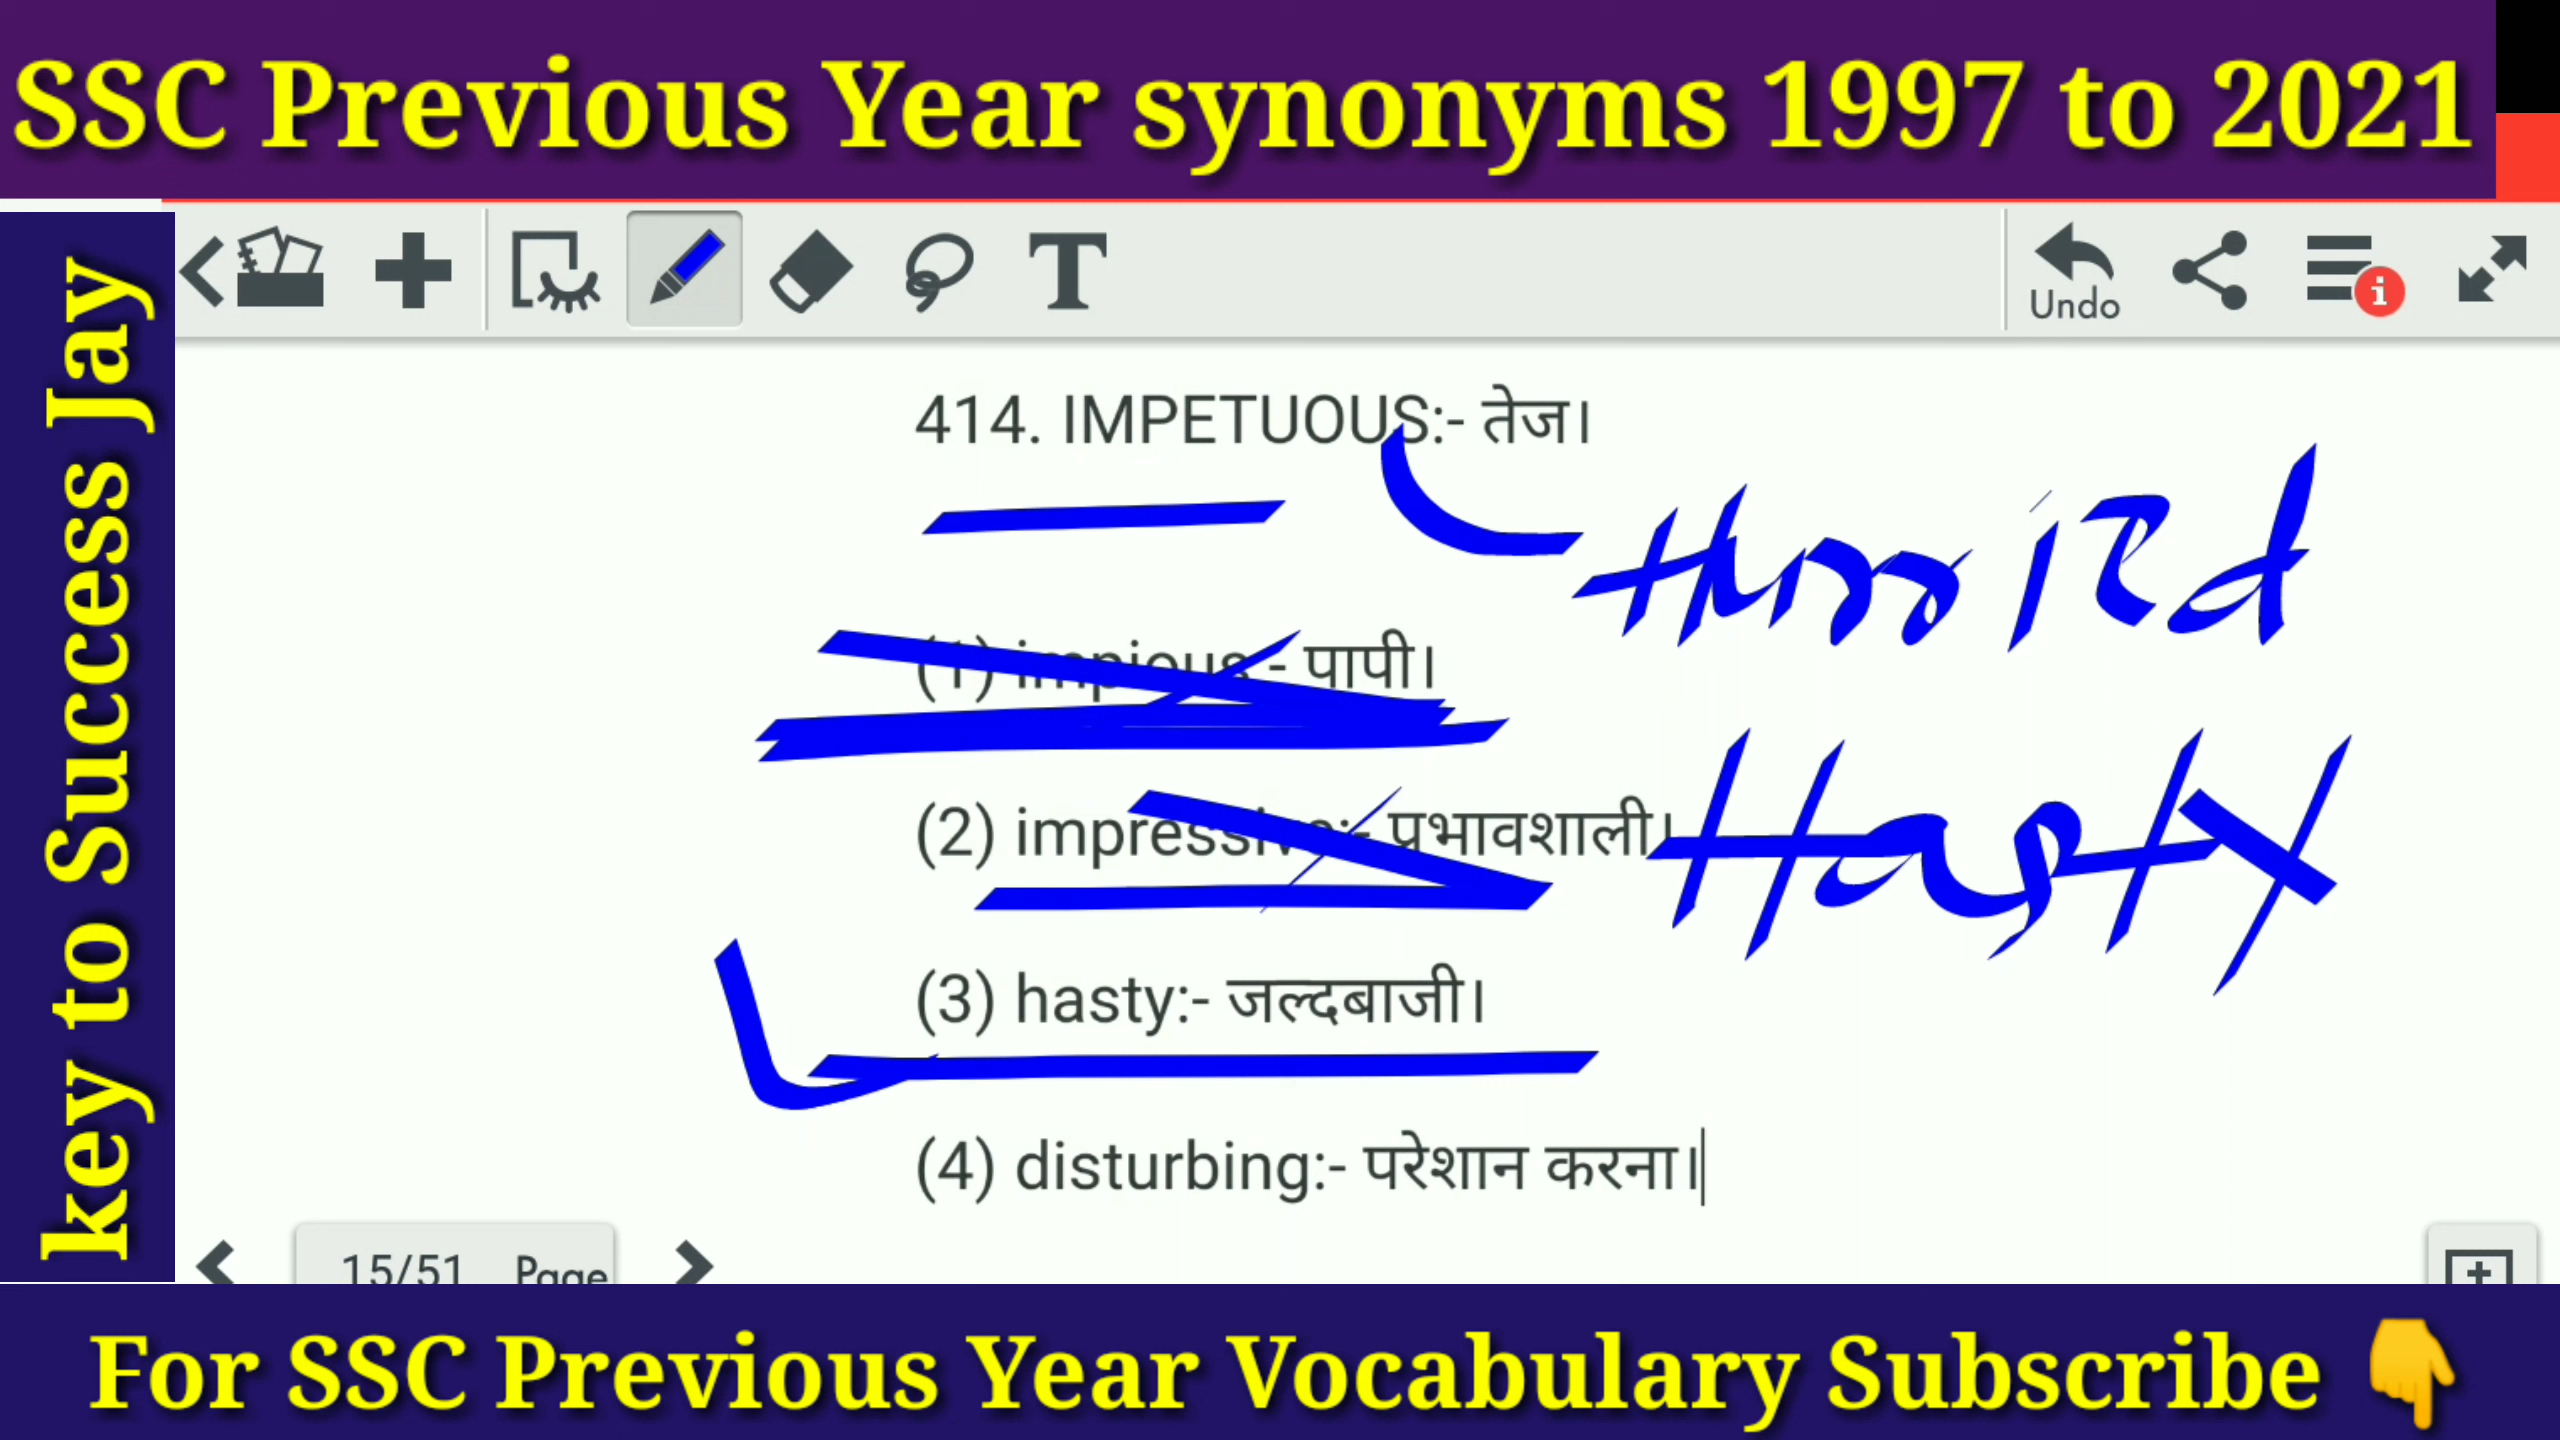 SSC Previous Year synonyms 1997 to 2021
key to Success Jay
Undo
414. IMPETUOUS:- तेज।
Hurried
(1) impious:- पापी।
(2) impressive:- प्रभावशाली।
Hasty
(3) hasty:- जल्दबाजी।
(4) disturbing:- परेशान करना।
15/51 Page
For SSC Previous Year Vocabulary Subscribe